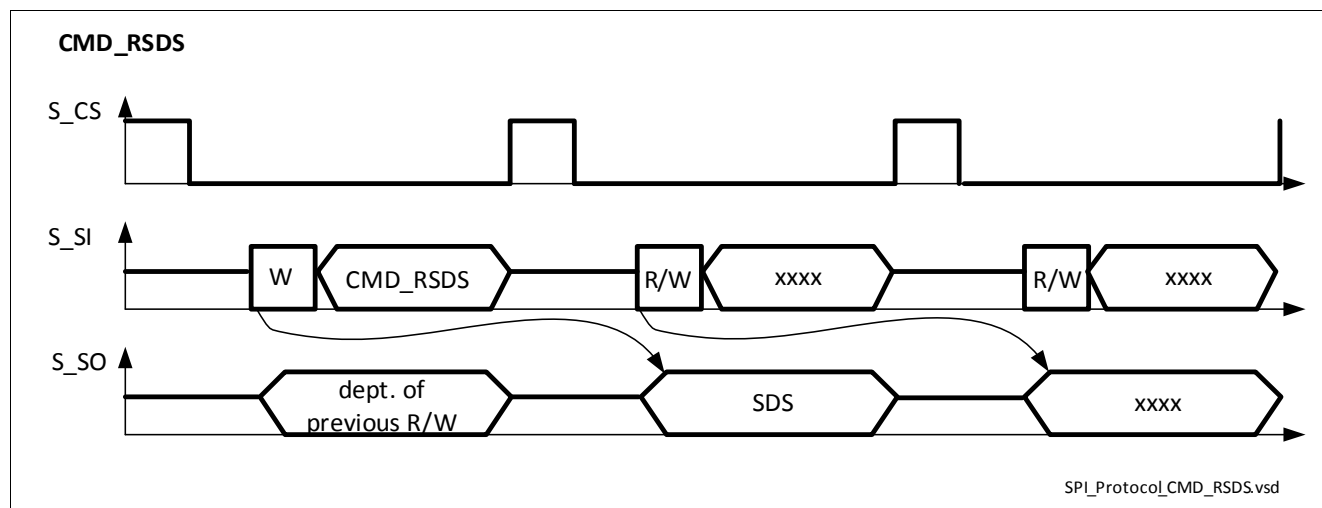 CMD_RSDS
S_CS
S_SI
W
CMD_RSDS
R/W
xxxx
R/W
xxxx
S_SO
dept. of
previous R/W
SDS
xxxx
SPI_Protocol_CMD_RSDS.vsd